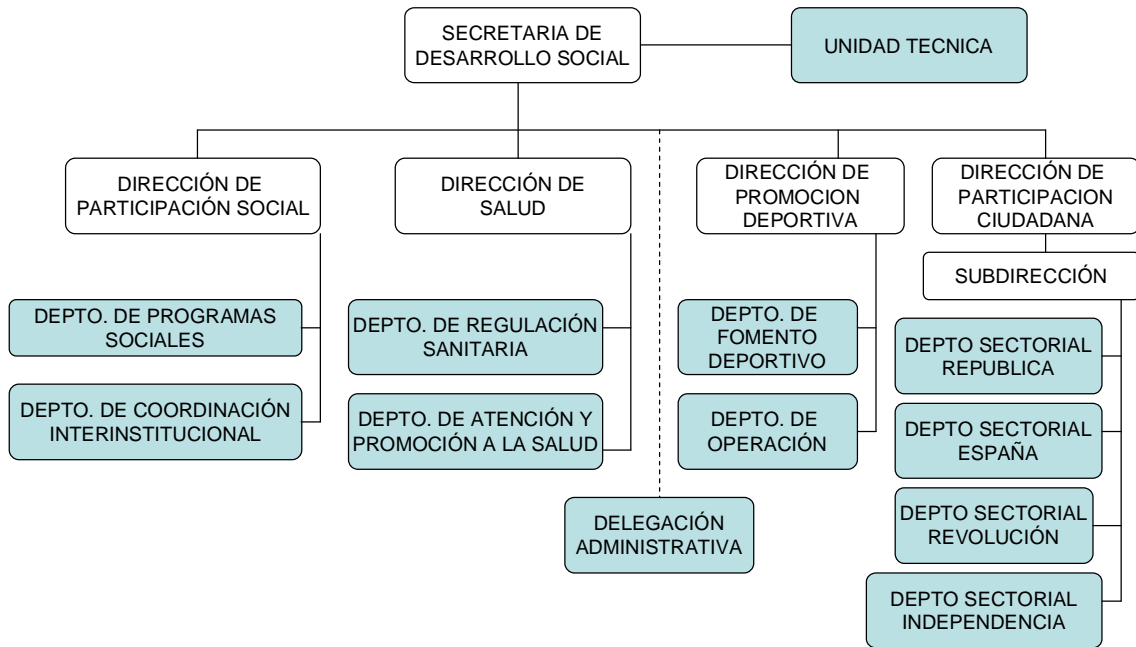 SECRETARIA DE
DESARROLLO SOCIAL
UNIDAD TECNICA
DIRECCIÓN DE
PARTICIPACIÓN SOCIAL
DIRECCIÓN DE
SALUD
DIRECCIÓN DE
PROMOCION
DEPORTIVA
DIRECCIÓN DE
PARTICIPACION
CIUDADANA
SUBDIRECCIÓN
DEPTO. DE PROGRAMAS
SOCIALES
DEPTO. DE REGULACIÓN
SANITARIA
DEPTO. DE
FOMENTO
DEPORTIVO
DEPTO SECTORIAL
REPUBLICA
DEPTO. DE COORDINACIÓN
INTERINSTITUCIONAL
DEPTO. DE ATENCIÓN Y
PROMOCIÓN A LA SALUD
DEPTO. DE
OPERACIÓN
DEPTO SECTORIAL
ESPAÑA
DELEGACIÓN
ADMINISTRATIVA
DEPTO SECTORIAL
REVOLUCIÓN
DEPTO SECTORIAL
INDEPENDENCIA